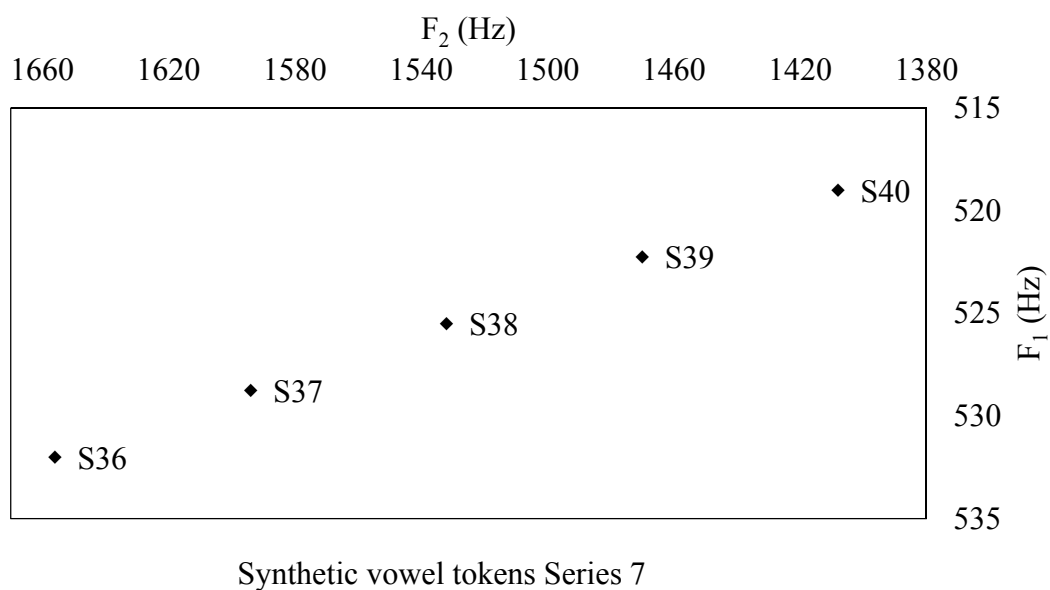 F₂ (Hz)
1660 1620 1580 1540 1500 1460 1420 1380
515
S40
520
S39
S38
525
F₁ (Hz)
S37
530
S36
535
Synthetic vowel tokens Series 7